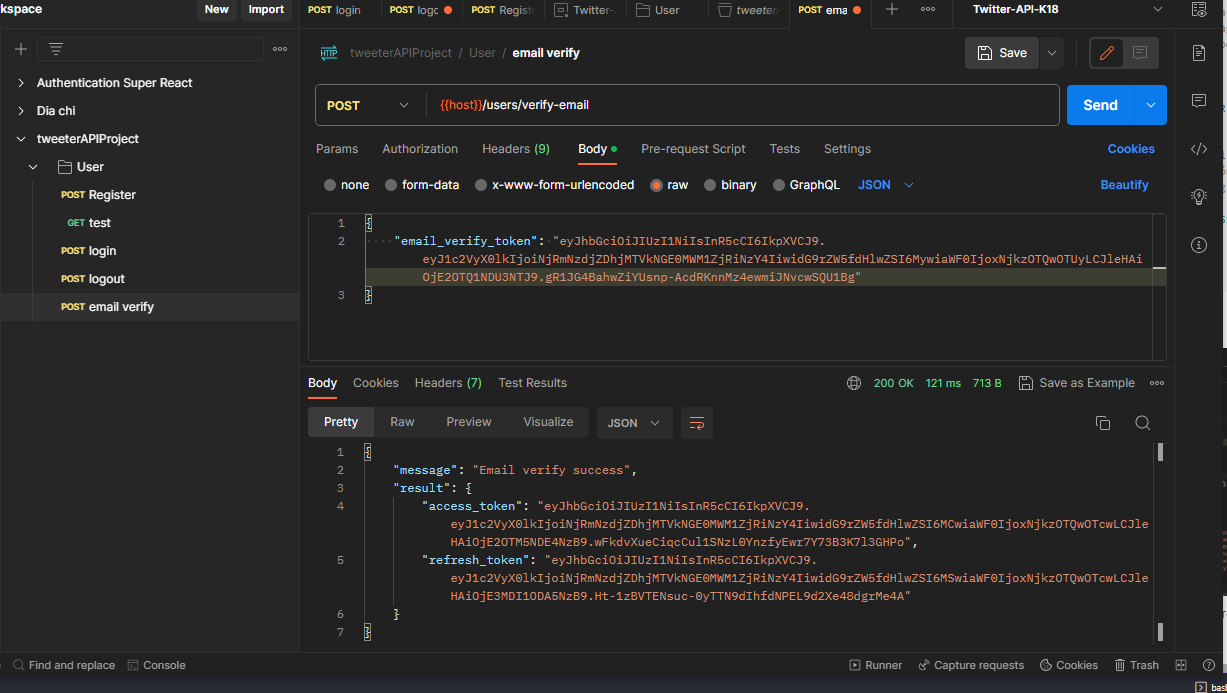 kspace
New
Import
POST login
POST logo
POST Regist
Twitter-
User
tweeter
POST ema
Twitter-API-K18
tweeterAPIProject / User / email verify
Save
Authentication Super React
Dia chi
tweeterAPIProject
User
POST Register
GET test
POST login
POST logout
POST email verify
POST
{{host}}/users/verify-email
Send
Params
Authorization
Headers (9)
Body
Pre-request Script
Tests
Settings
Cookies
none
form-data
x-www-form-urlencoded
raw
binary
GraphQL
JSON
Beautify
1 {
2 "email_verify_token": "eyJhbGciOiJIUzI1NiIsInR5cCI6IkpXVCJ9.
eyJ1c2VyX0lkIjoiNjRmNzdjZDhjMTVkNGE0MWM1ZjRiNzY4IiwidG9rZW5fdHlwZSI6MywiaWF0IjoxNjkzOTQwOTUyLCJleHAi
OjE2OTQ1NDU3NTJ9.gR1JG4BahwZiYUsnp-AcdRKnnMz4ewmiJNvcwSQU1Bg"
3 }
Body
Cookies
Headers (7)
Test Results
200 OK
121 ms
713 B
Save as Example
Pretty
Raw
Preview
Visualize
JSON
1 {
2 "message": "Email verify success",
3 "result": {
4 "access_token": "eyJhbGciOiJIUzI1NiIsInR5cCI6IkpXVCJ9.
eyJ1c2VyX0lkIjoiNjRmNzdjZDhjMTVkNGE0MWM1ZjRiNzY4IiwidG9rZW5fdHlwZSI6MCwiaWF0IjoxNjkzOTQwOTcwLCJle
HAiOjE2OTM5NDE4NzB9.wFkdvXueCiqcCul1SNzL0YnzfyEwr7Y73B3K7l3GHPo",
5 "refresh_token": "eyJhbGciOiJIUzI1NiIsInR5cCI6IkpXVCJ9.
eyJ1c2VyX0lkIjoiNjRmNzdjZDhjMTVkNGE0MWM1ZjRiNzY4IiwidG9rZW5fdHlwZSI6MSwiaWF0IjoxNjkzOTQwOTcwLCJle
HAiOjE3MDI1ODA5NzB9.Ht-1zBVTENsuc-0yTTN9dIhfdNPEL9d2Xe48dgrMe4A"
6 }
7 }
Find and replace
Console
Runner
Capture requests
Cookies
Trash
bas